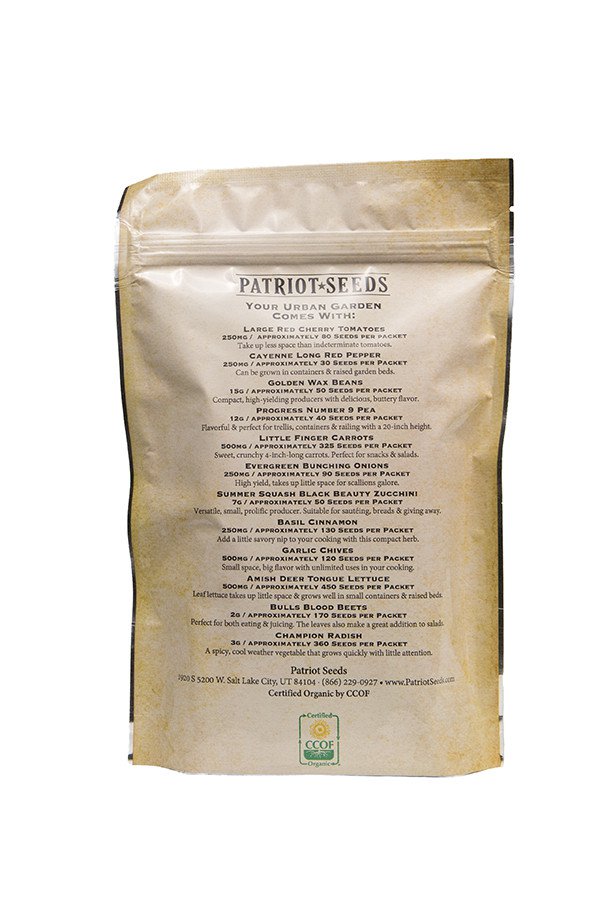 PATRIOT★SEEDS
Your Urban Garden
Comes With:
Large Red Cherry Tomatoes
250mg / approximately 80 Seeds per packet
Take up less space than indeterminate tomatoes.
Cayenne Long Red Pepper
250mg / approximately 30 Seeds per packet
Can be grown in containers & raised garden beds.
Golden Wax Beans
15g / approximately 50 Seeds per packet
Compact, high-yielding producers with delicious, buttery flavor.
Progress Number 9 Pea
12g / approximately 40 Seeds per packet
Flavorful & perfect for trellis, containers & railing with a 20-inch height.
Little Finger Carrots
500mg / approximately 325 Seeds per Packet
Sweet, crunchy 4-inch-long carrots. Perfect for snacks & salads.
Evergreen Bunching Onions
250mg / approximately 90 Seeds per Packet
High yield, takes up little space for scallions galore.
Summer Squash Black Beauty Zucchini
7g / approximately 50 Seeds per packet
Versatile, small, prolific producer. Suitable for sautéing, breads & giving away.
Basil Cinnamon
250mg / approximately 130 Seeds per Packet
Add a little savory nip to your cooking with this compact herb.
Garlic Chives
500mg / approximately 120 Seeds per Packet
Small space, big flavor with unlimited uses in your cooking.
Amish Deer Tongue Lettuce
500mg / approximately 450 Seeds per Packet
Leaf lettuce takes up little space & grows well in small containers & raised beds.
Bulls Blood Beets
2g / approximately 170 Seeds per Packet
Perfect for both eating & juicing. The leaves also make a great addition to salads.
Champion Radish
3g / approximately 360 Seeds per Packet
A spicy, cool weather vegetable that grows quickly with little attention.
Patriot Seeds
1920 S 5200 W. Salt Lake City, UT 84104 · (866) 229-0927 • www.PatriotSeeds.com
Certified Organic by CCOF
Certified
CCOF
Organic